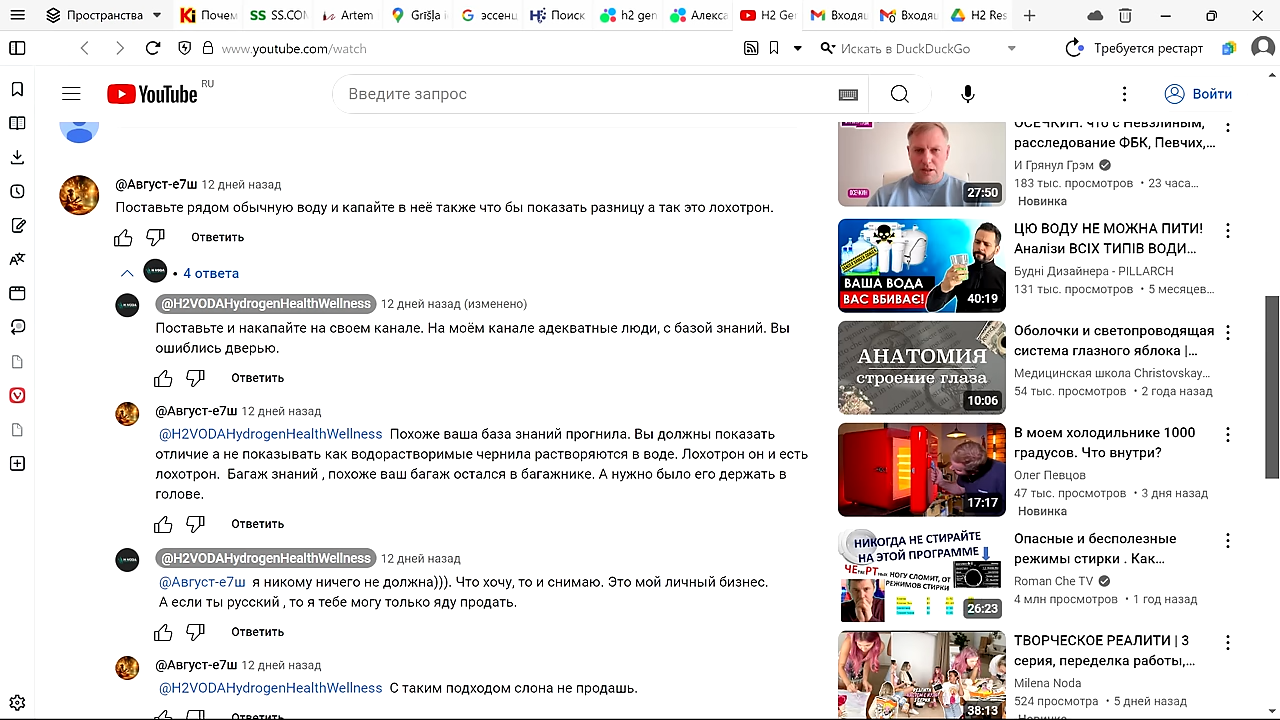 Пространства
Почем
SS.COM
Artem
Grīšļa i
ассенц
Поиск
h2 gen
Алекса
H2 Ge
Входящ
Входящ
H2 Res
www.youtube.com/watch
Искать в DuckDuckGo
Требуется рестарт
YouTube
RU
Введите запрос
Войти
@Август-е7ш 12 дней назад
Поставьте рядом обычную воду и капайте в неё также что бы показать разницу а так это лохотрон.
Ответить
• 4 ответа
@H2VODAHydrogenHealthWellness 12 дней назад (изменено)
Поставьте и накапайте на своем канале. На моём канале адекватные люди, с базой знаний. Вы
ошиблись дверью.
Ответить
@Август-е7ш 12 дней назад
@H2VODAHydrogenHealthWellness Похоже ваша база знаний прогнила. Вы должны показать
отличие а не показывать как водорастворимые чернила растворяются в воде. Лохотрон он и есть
лохотрон. Багаж знаний , похоже ваш багаж остался в багажнике. А нужно было его держать в
голове.
Ответить
@H2VODAHydrogenHealthWellness 12 дней назад
@Август-е7ш я никому ничего не должна))). Что хочу, то и снимаю. Это мой личный бизнес.
А если ты русский , то я тебе могу только яду продать.
Ответить
@Август-е7ш 12 дней назад
@H2VODAHydrogenHealthWellness С таким подходом слона не продашь.
Ответить
ОСЕЧКИН
27:50
ОСЕЧКИН: что с Невзлиным,
расследование ФБК, Певчих,...
И Грянул Грэм
183 тыс. просмотров • 23 часа...
Новинка
ВАША ВОДА
ВАС ВБИВАЄ!
40:19
ЦЮ ВОДУ НЕ МОЖНА ПИТИ!
Аналізи ВСІХ ТИПІВ ВОДИ...
Будні Дизайнера - PILLARCH
131 тыс. просмотров • 5 месяцев...
АНАТОМИЯ
строение глаза
10:06
Оболочки и светопроводящая
система глазного яблока |...
Медицинская школа Christovskay...
54 тыс. просмотров • 2 года назад
17:17
В моем холодильнике 1000
градусов. Что внутри?
Олег Певцов
47 тыс. просмотров • 3 дня назад
Новинка
НИКОГДА НЕ СТИРАЙТЕ
НА ЭТОЙ ПРОГРАММЕ
НОГУ СЛОМИТ, ОТ
РЕЖИМОВ СТИРКИ
26:23
Опасные и бесполезные
режимы стирки . Как...
Roman Che TV
4 млн просмотров • 1 год назад
38:13
ТВОРЧЕСКОЕ РЕАЛИТИ | 3
серия, переделка работы,...
Milena Noda
524 просмотра • 5 дней назад
Новинка